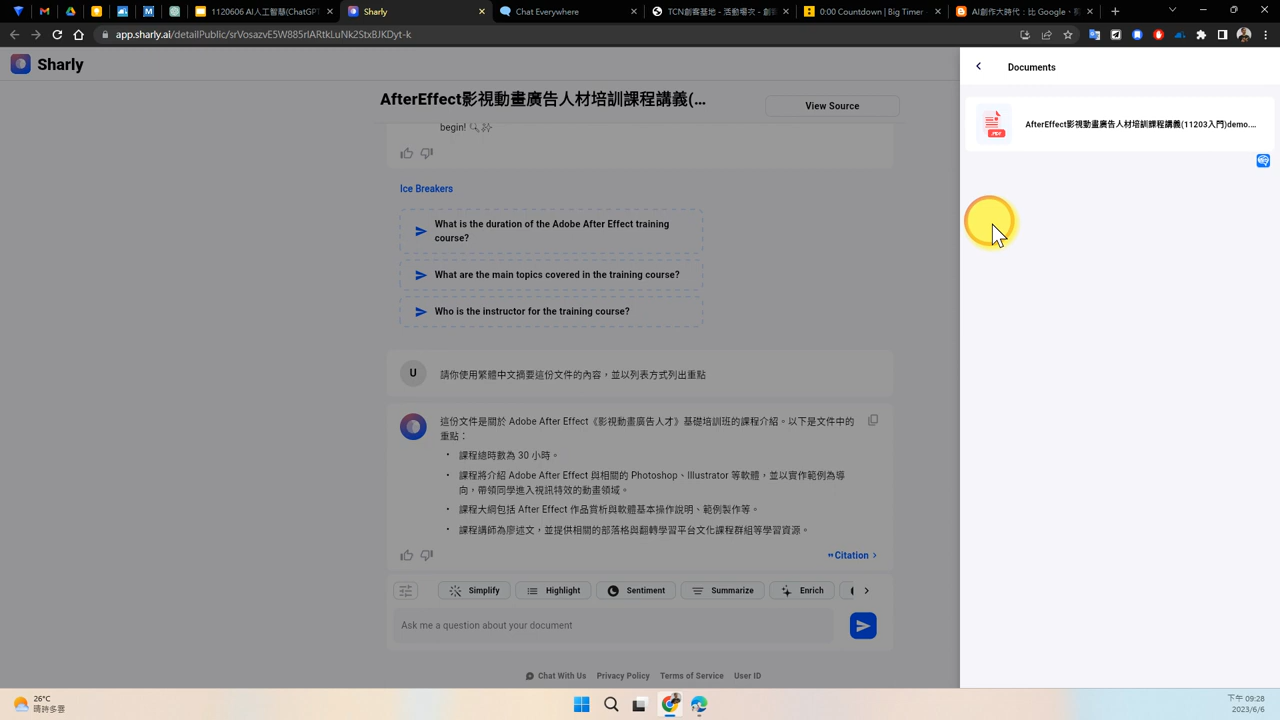 1120606 AI人工智慧(ChatGPT
Sharly
Chat Everywhere
TCN創客基地 - 活動場次 - 創
0:00 Countdown | Big Timer
AI創作大時代：比 Google，
app.sharly.ai/detailPublic/srVosazvE5W885rIARtkLuNk2StxBJKDyt-k
Sharly
Documents
AfterEffect影視動畫廣告人材培訓課程講義(...
View Source
AfterEffect影視動畫廣告人材培訓課程講義(11203入門)demo....
PDF
begin!
Ice Breakers
What is the duration of the Adobe After Effect training
course?
What are the main topics covered in the training course?
Who is the instructor for the training course?
U
請你使用繁體中文摘要這份文件的內容，並以列表方式列出重點
這份文件是關於 Adobe After Effect《影視動畫廣告人才》基礎培訓班的課程介紹。以下是文件中的
重點：
• 課程總時數為 30 小時。
• 課程將介紹 Adobe After Effect 與相關的 Photoshop、Illustrator 等軟體，並以實作範例為導
向，帶領同學進入視訊特效的動畫領域。
• 課程大綱包括 After Effect 作品賞析與軟體基本操作說明、範例製作等。
• 課程講師為廖述文，並提供相關的部落格與翻轉學習平台文化課程群組等學習資源。
Citation
Simplify
Highlight
Sentiment
Summarize
Enrich
Ask me a question about your document
Chat With Us
Privacy Policy
Terms of Service
User ID
26°C
晴時多雲
下午 09:28
2023/6/6